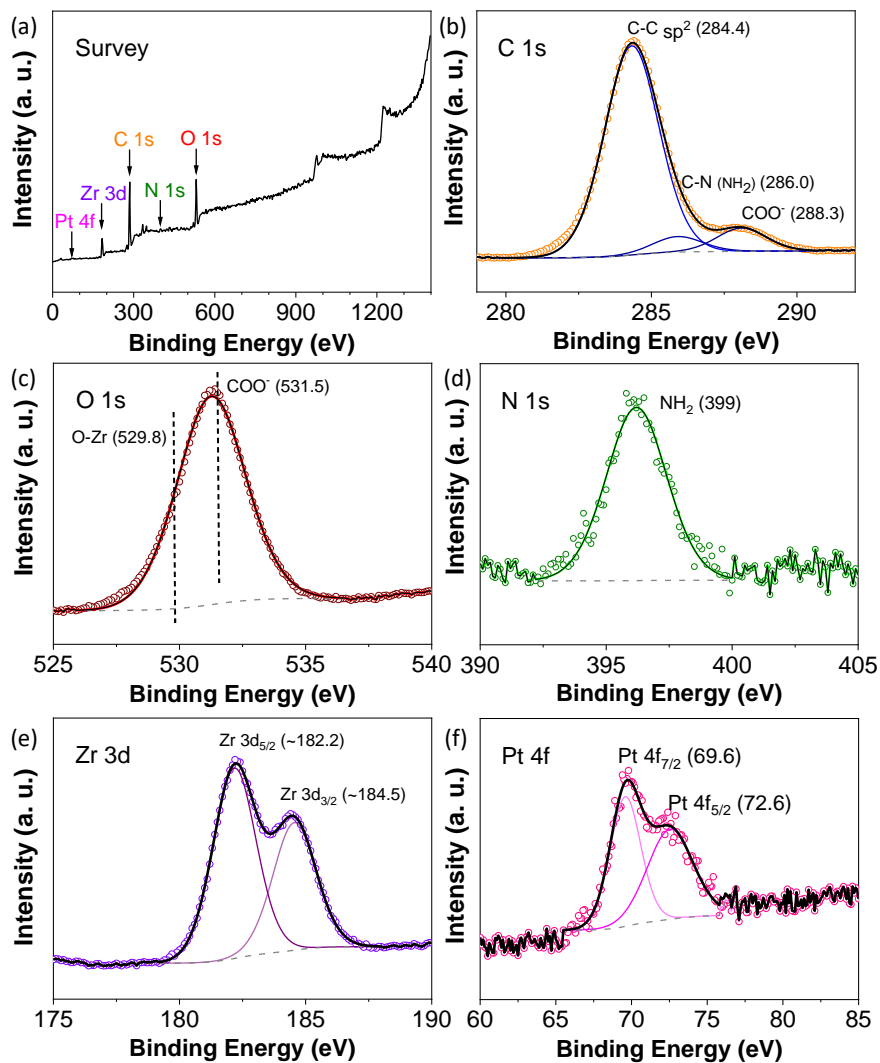 (a)
Survey
C 1s
O 1s
Zr 3d
N 1s
Pt 4f
Intensity (a. u.)
0 300 600 900 1200
Binding Energy (eV)
(b)
C 1s
C-C sp² (284.4)
C-N (NH₂) (286.0)
COO⁻ (288.3)
Intensity (a. u.)
280 285 290
Binding Energy (eV)
(c)
O 1s
COO⁻ (531.5)
O-Zr (529.8)
Intensity (a. u.)
525 530 535 540
Binding Energy (eV)
(d)
N 1s
NH₂ (399)
Intensity (a. u.)
390 395 400 405
Binding Energy (eV)
(e)
Zr 3d
Zr 3d₅/₂ (~182.2)
Zr 3d₃/₂ (~184.5)
Intensity (a. u.)
175 180 185 190
Binding Energy (eV)
(f)
Pt 4f
Pt 4f₇/₂ (69.6)
Pt 4f₅/₂ (72.6)
Intensity (a. u.)
60 65 70 75 80 85
Binding Energy (eV)